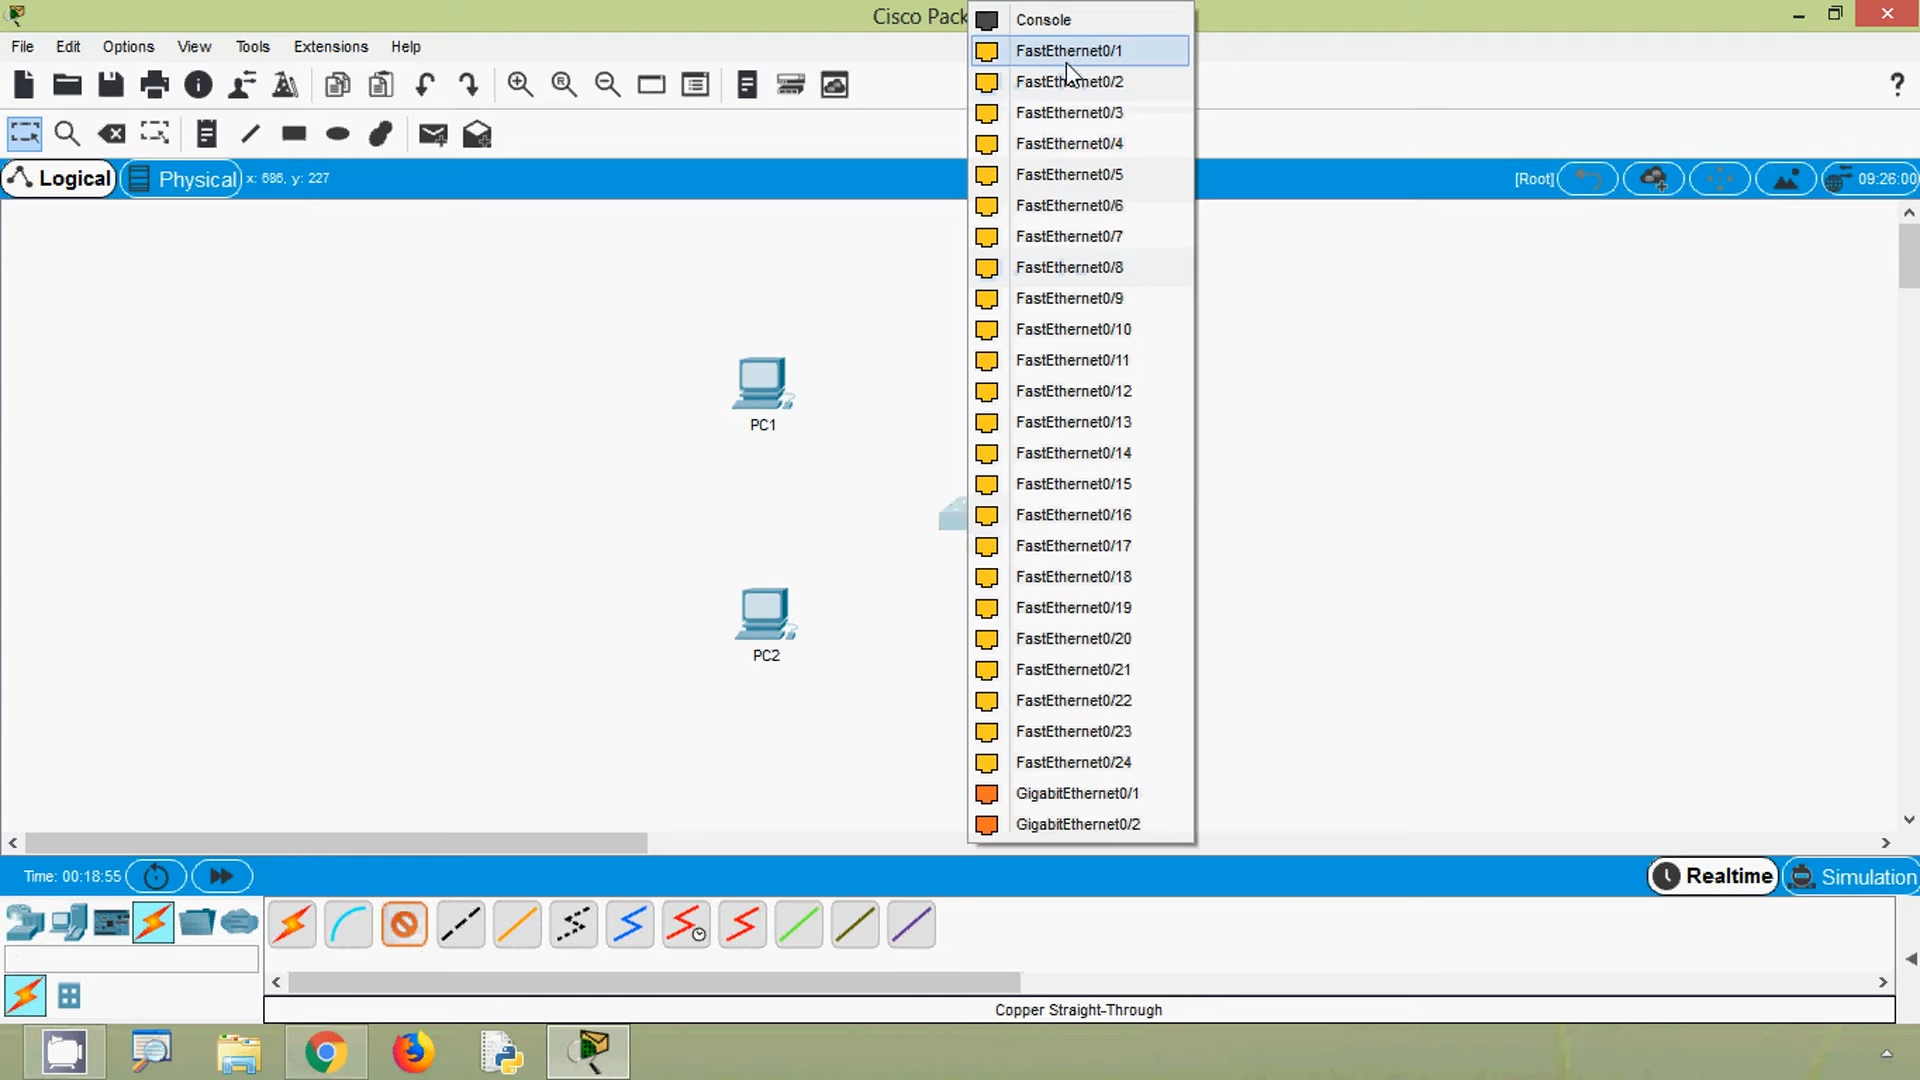 Cisco Pack
File Edit Options View Tools Extensions Help
Logical Physical x: 686, y: 227 [Root] 09:26:00
Console
FastEthernet0/1
FastEthernet0/2
FastEthernet0/3
FastEthernet0/4
FastEthernet0/5
FastEthernet0/6
FastEthernet0/7
FastEthernet0/8
FastEthernet0/9
FastEthernet0/10
FastEthernet0/11
FastEthernet0/12
FastEthernet0/13
FastEthernet0/14
FastEthernet0/15
FastEthernet0/16
FastEthernet0/17
FastEthernet0/18
FastEthernet0/19
FastEthernet0/20
FastEthernet0/21
FastEthernet0/22
FastEthernet0/23
FastEthernet0/24
GigabitEthernet0/1
GigabitEthernet0/2
PC1
PC2
Time: 00:18:55 Realtime Simulation
Copper Straight-Through